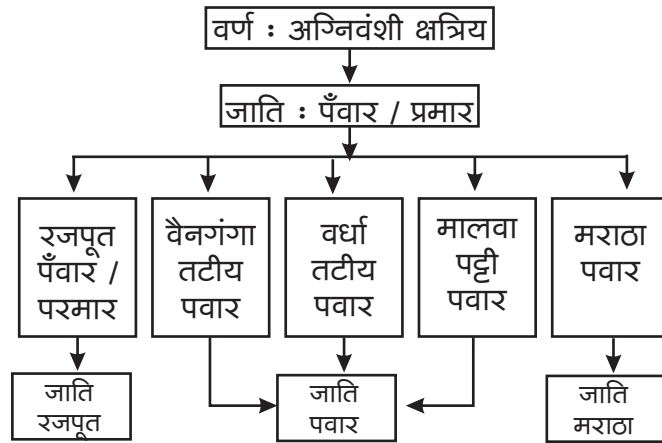 वर्ण : अग्निवंशी क्षत्रिय
जाति : पँवार / प्रमार
रजपूत
पँवार /
परमार
वैनगंगा
तटीय
पवार
वर्धा
तटीय
पवार
मालवा
पट्टी
पवार
मराठा
पवार
जाति
रजपूत
जाति
पवार
जाति
मराठा